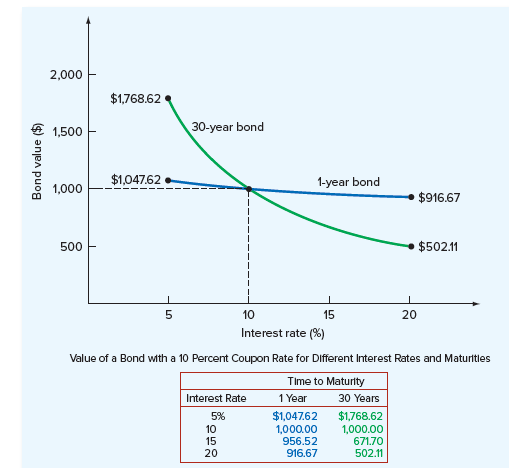 2,000
$1,768.62
30-year bond
1,500
Bond value ($)
$1,047.62
1-year bond
1,000
$916.67
500
$502.11
5 10 15 20
Interest rate (%)
Value of a Bond with a 10 Percent Coupon Rate for Different Interest Rates and Maturities
Time to Maturity
Interest Rate 1 Year 30 Years
5% $1,047.62 $1,768.62
10 1,000.00 1,000.00
15 956.52 671.70
20 916.67 502.11